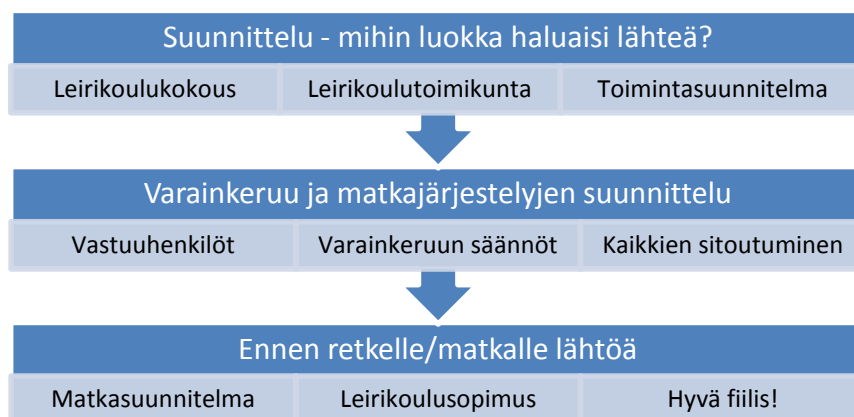 Suunnittelu - mihin luokka haluaisi lähteä?
Leirikoulukokous
Leirikoulutoimikunta
Toimintasuunnitelma
Varainkeruu ja matkajärjestelyjen suunnittelu
Vastuuhenkilöt
Varainkeruun säännöt
Kaikkien sitoutuminen
Ennen retkelle/matkalle lähtöä
Matkasuunnitelma
Leirikoulusopimus
Hyvä fiilis!